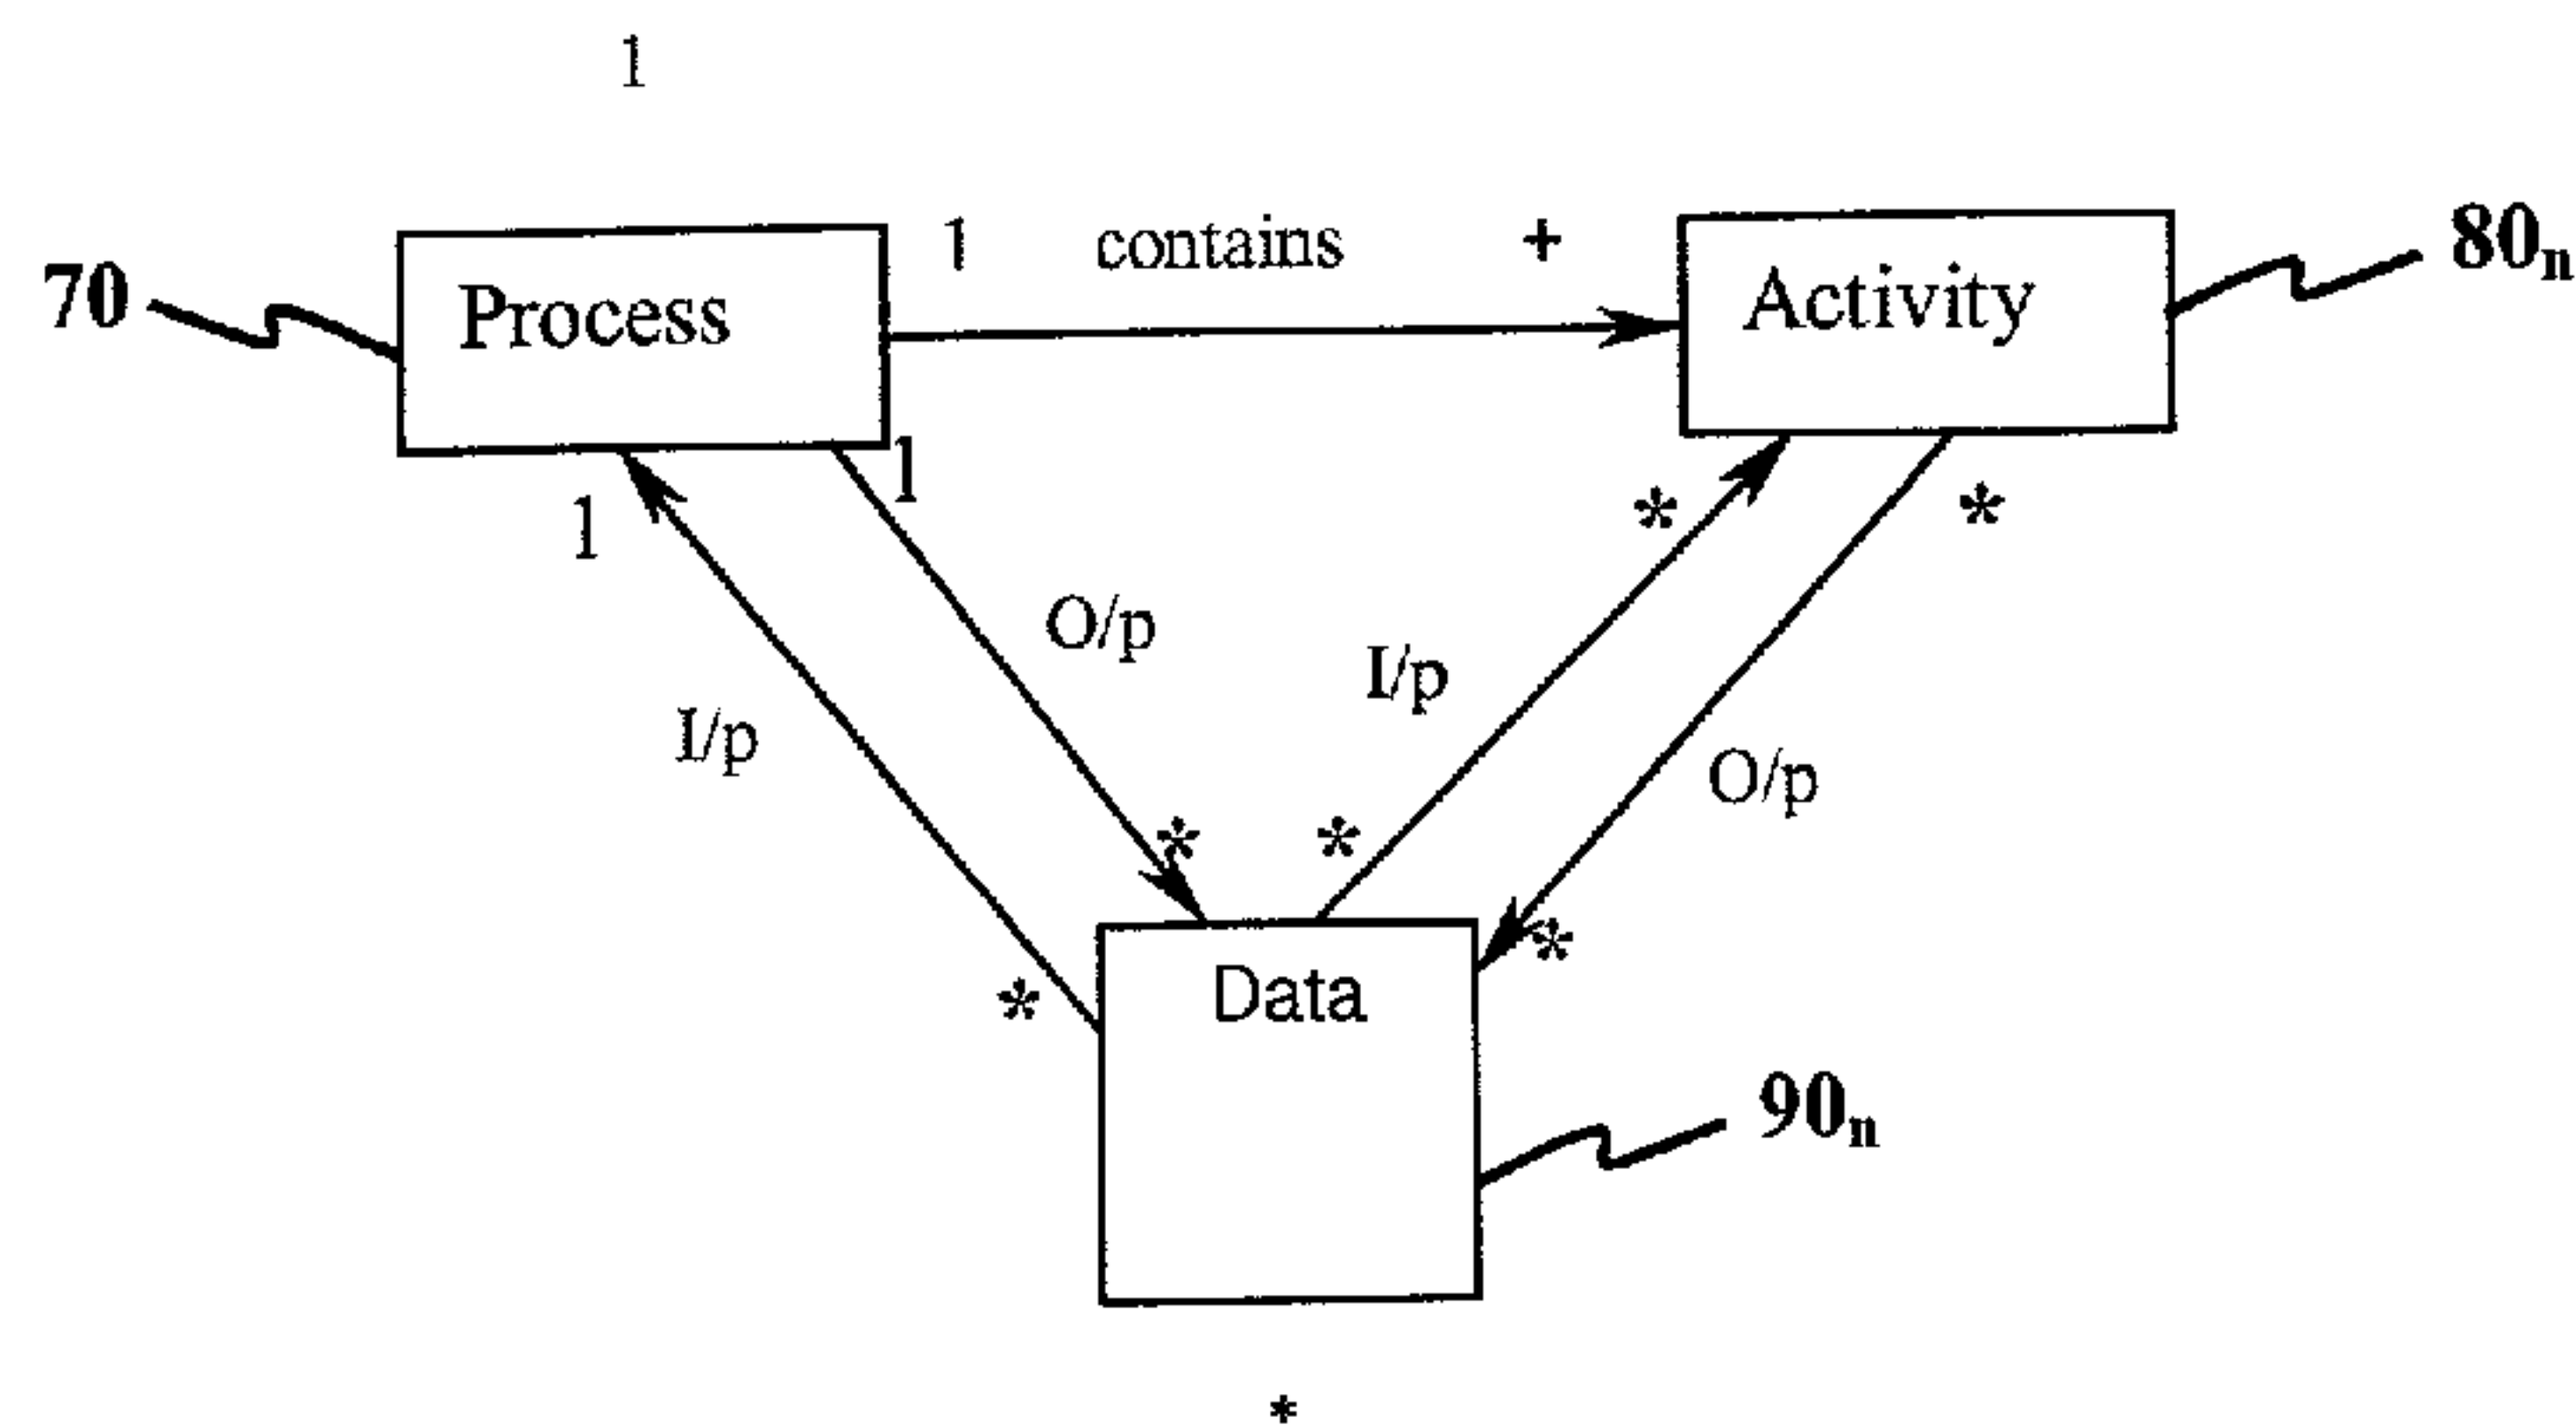 1
1 contains +
70 Process Activity 80n
1
1 * *
O/p
I/p
I/p
O/p
* *
*
* Data
90n
*